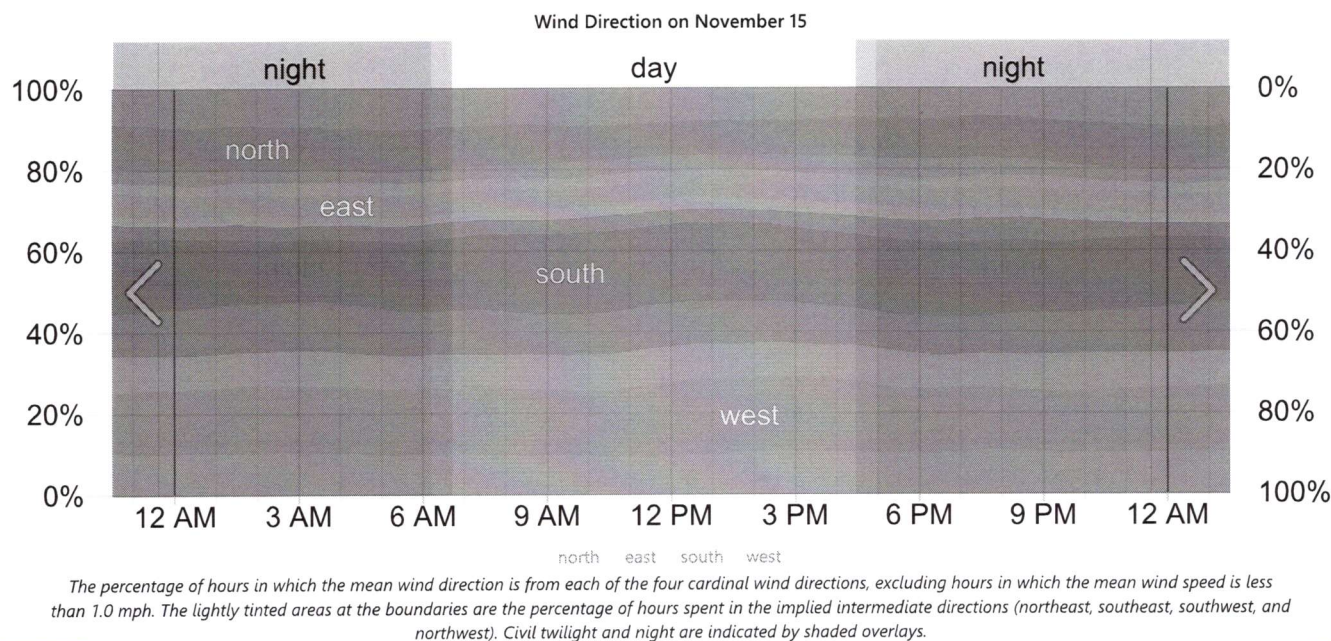 Wind Direction on November 15
night day night
100% 0%
north
80% 20%
east
60% 40%
south
40% 60%
20% west 80%
0% 100%
12 AM 3 AM 6 AM 9 AM 12 PM 3 PM 6 PM 9 PM 12 AM
north east south west
The percentage of hours in which the mean wind direction is from each of the four cardinal wind directions, excluding hours in which the mean wind speed is less
than 1.0 mph. The lightly tinted areas at the boundaries are the percentage of hours spent in the implied intermediate directions (northeast, southeast, southwest, and
northwest). Civil twilight and night are indicated by shaded overlays.